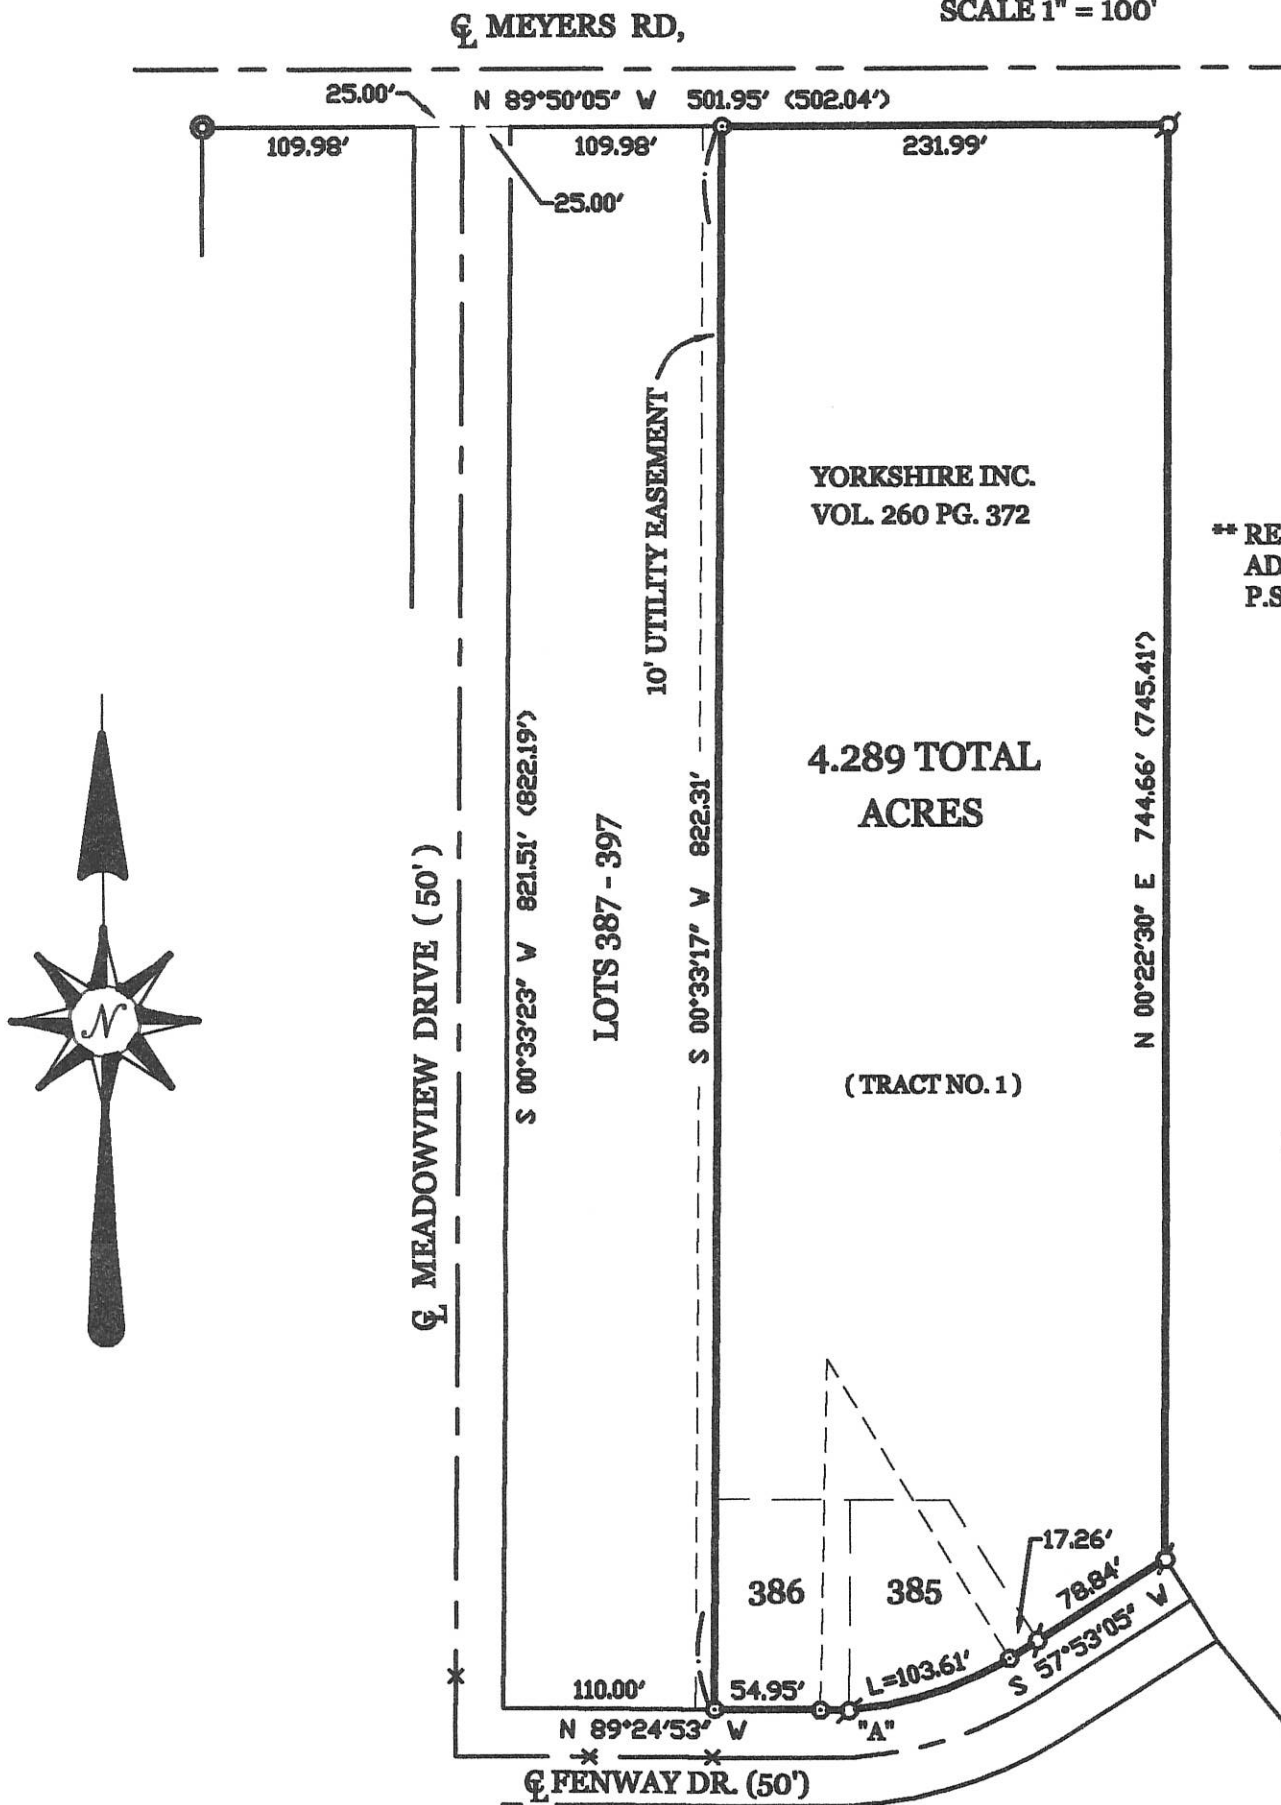 SCALE 1" = 100'
℄ MEYERS RD,
25.00'
N 89°50'05" W 501.95' (502.04')
109.98'
109.98'
231.99'
25.00'
10' UTILITY EASEMENT
YORKSHIRE INC.
VOL. 260 PG. 372
** RE
AD
P.S
4.289 TOTAL
ACRES
S 00°33'23" W 821.51' (822.19')
LOTS 387 - 397
S 00°33'17" W 822.31'
N 00°22'30" E 744.66' (745.41')
℄ MEADOWVIEW DRIVE (50')
N
(TRACT NO. 1)
17.26'
386
385
78.84'
S 57°53'05" W
L=103.61'
110.00'
54.95'
"A"
N 89°24'53" W
℄ FENWAY DR. (50')